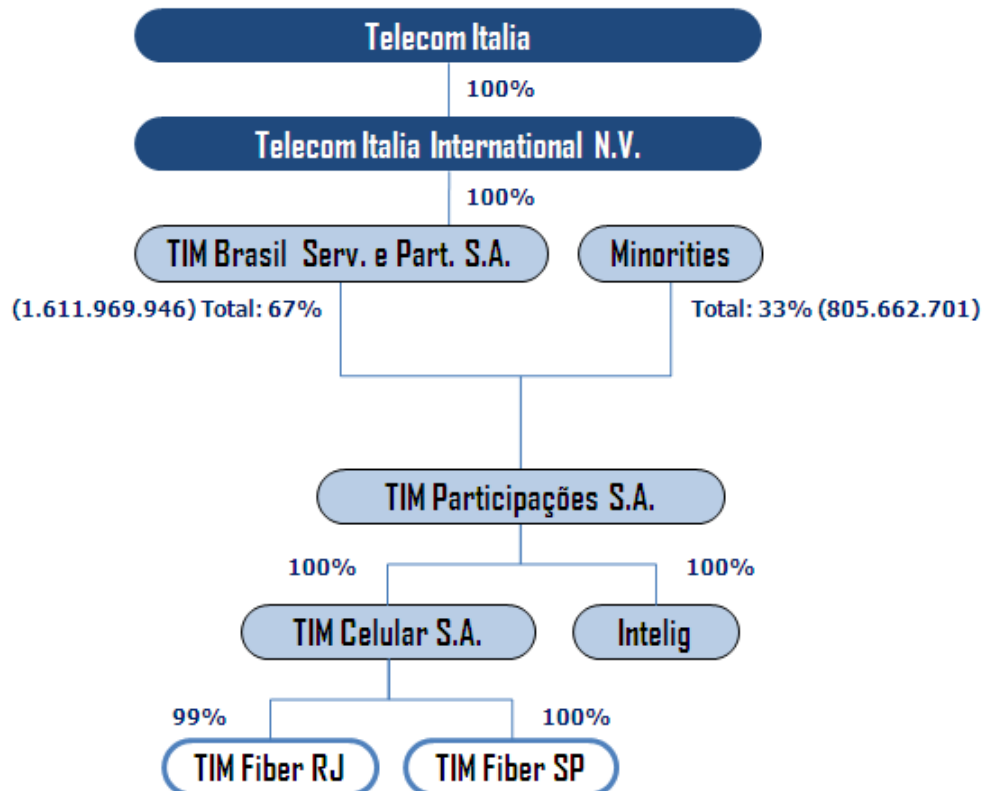 Telecom Italia
100%
Telecom Italia International N.V.
100%
TIM Brasil Serv. e Part. S.A.
Minorities
(1.611.969.946) Total: 67%
Total: 33% (805.662.701)
TIM Participações S.A.
100%
100%
TIM Celular S.A.
Intelig
99%
100%
TIM Fiber RJ
TIM Fiber SP